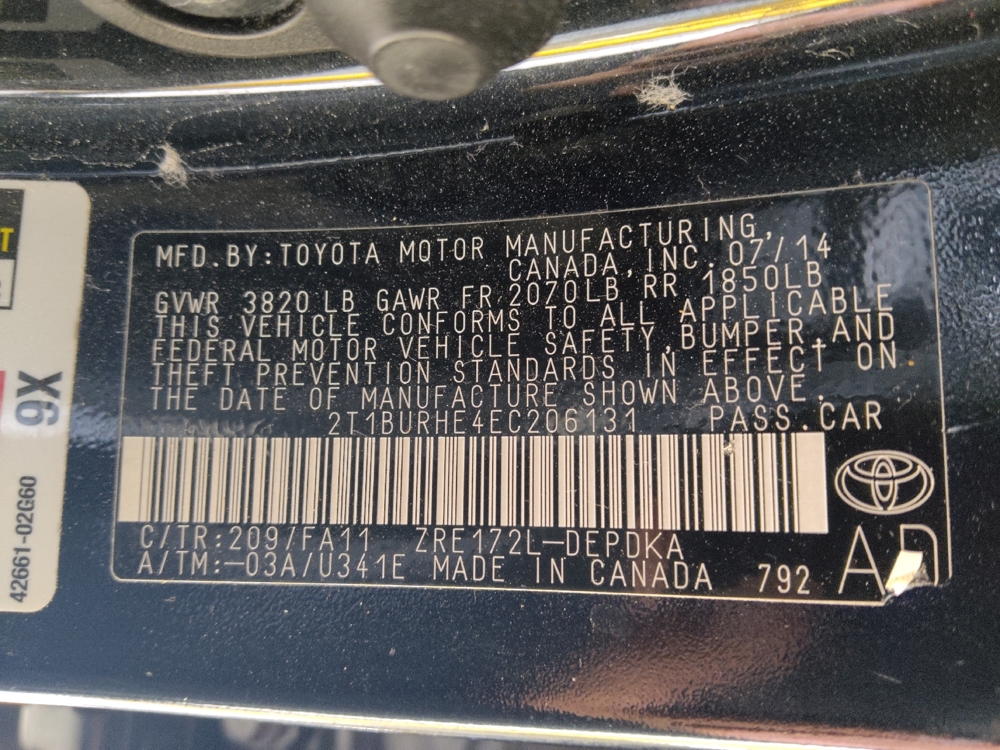 MFD.BY:TOYOTA MOTOR MANUFACTURING,
CANADA, INC. 07/14
GVWR 3820 LB GAWR FR 2070LB RR 1850LB
THIS VEHICLE CONFORMS TO ALL APPLICABLE
FEDERAL MOTOR VEHICLE SAFETY, BUMPER, AND
THEFT PREVENTION STANDARDS IN EFFECT ON
THE DATE OF MANUFACTURE SHOWN ABOVE.
2T1BURHE4EC206131 PASS.CAR
C/TR:209/FA11 ZRE172L-DEPDKA
A/TM:-03A/U341E MADE IN CANADA 792
42661-02G60